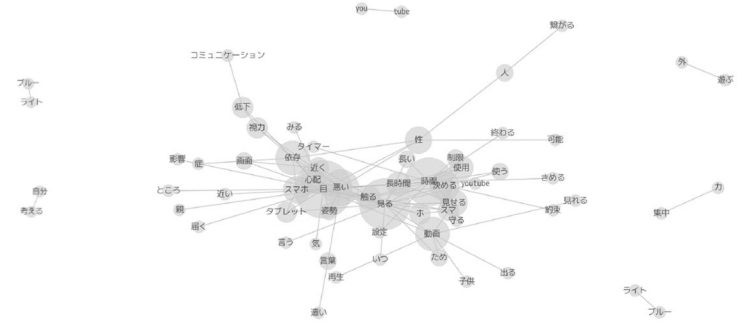 you
tube
繋がる
コミュニケーション
外
人
遊ぶ
ブルー
ライト
低下
視力
みる
終わる
性
可能
タイマー
影響
症
画面
依存
長い
制限
使用
近く
使う
心配
きめる
長時間
時間
決める
youtube
力
ところ
近い
スマホ
目
悪い
触る
見る
見せる
見れる
自分
考える
親
タブレット
姿勢
ホ
スマ
約束
集中
届く
守る
設定
動画
言う
気
言葉
いつ
ため
再生
子供
出る
遣い
ライト
ブルー